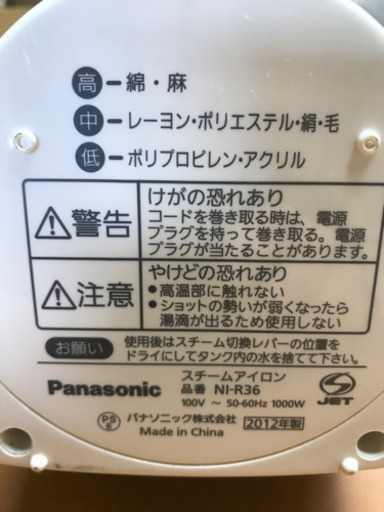 高-綿・麻
中-レーヨン・ポリエステル・絹・毛
低-ポリプロピレン・アクリル
警告
けがの恐れあり
コードを巻き取る時は、電源
プラグを持って巻き取る。電源
プラグが当たることがあります。
注意
やけどの恐れあり
●高温部に触れない
●ショットの勢いが弱くなったら
湯滴が出るため使用しない
お願い
使用後はスチーム切換レバーの位置を
ドライにしてタンク内の水を捨てて下さい。
Panasonic
スチームアイロン
品番 NI-R36
100V ～ 50-60Hz 1000W
JET
PSE
パナソニック株式会社
Made in China
2012年製